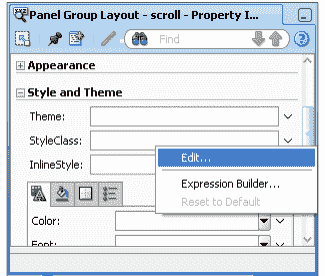 Panel Group Layout - scroll - Property I...
Find
Appearance
Style and Theme
Theme:
StyleClass:
Edit...
InlineStyle:
Expression Builder...
Reset to Default
Color:
Font: